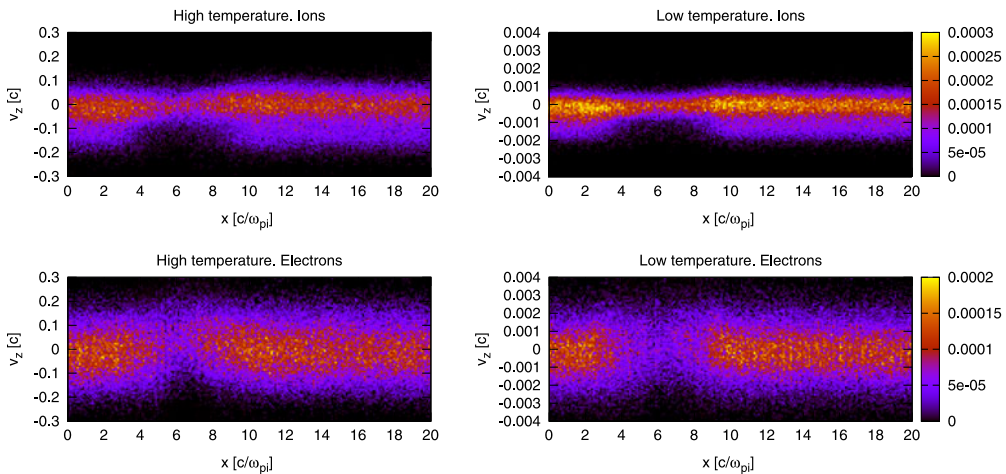 High temperature. Ions
Low temperature. Ions
0.3
0.2
0.1
0
-0.1
-0.2
-0.3
v_z [c]
0 2 4 6 8 10 12 14 16 18 20
x [c/ω_pi]
0.004
0.003
0.002
0.001
0
-0.001
-0.002
-0.003
-0.004
v_z [c]
0 2 4 6 8 10 12 14 16 18 20
x [c/ω_pi]
0.0003
0.00025
0.0002
0.00015
0.0001
5e-05
0
High temperature. Electrons
Low temperature. Electrons
0.3
0.2
0.1
0
-0.1
-0.2
-0.3
v_z [c]
0 2 4 6 8 10 12 14 16 18 20
x [c/ω_pi]
0.004
0.003
0.002
0.001
0
-0.001
-0.002
-0.003
-0.004
v_z [c]
0 2 4 6 8 10 12 14 16 18 20
x [c/ω_pi]
0.0002
0.00015
0.0001
5e-05
0